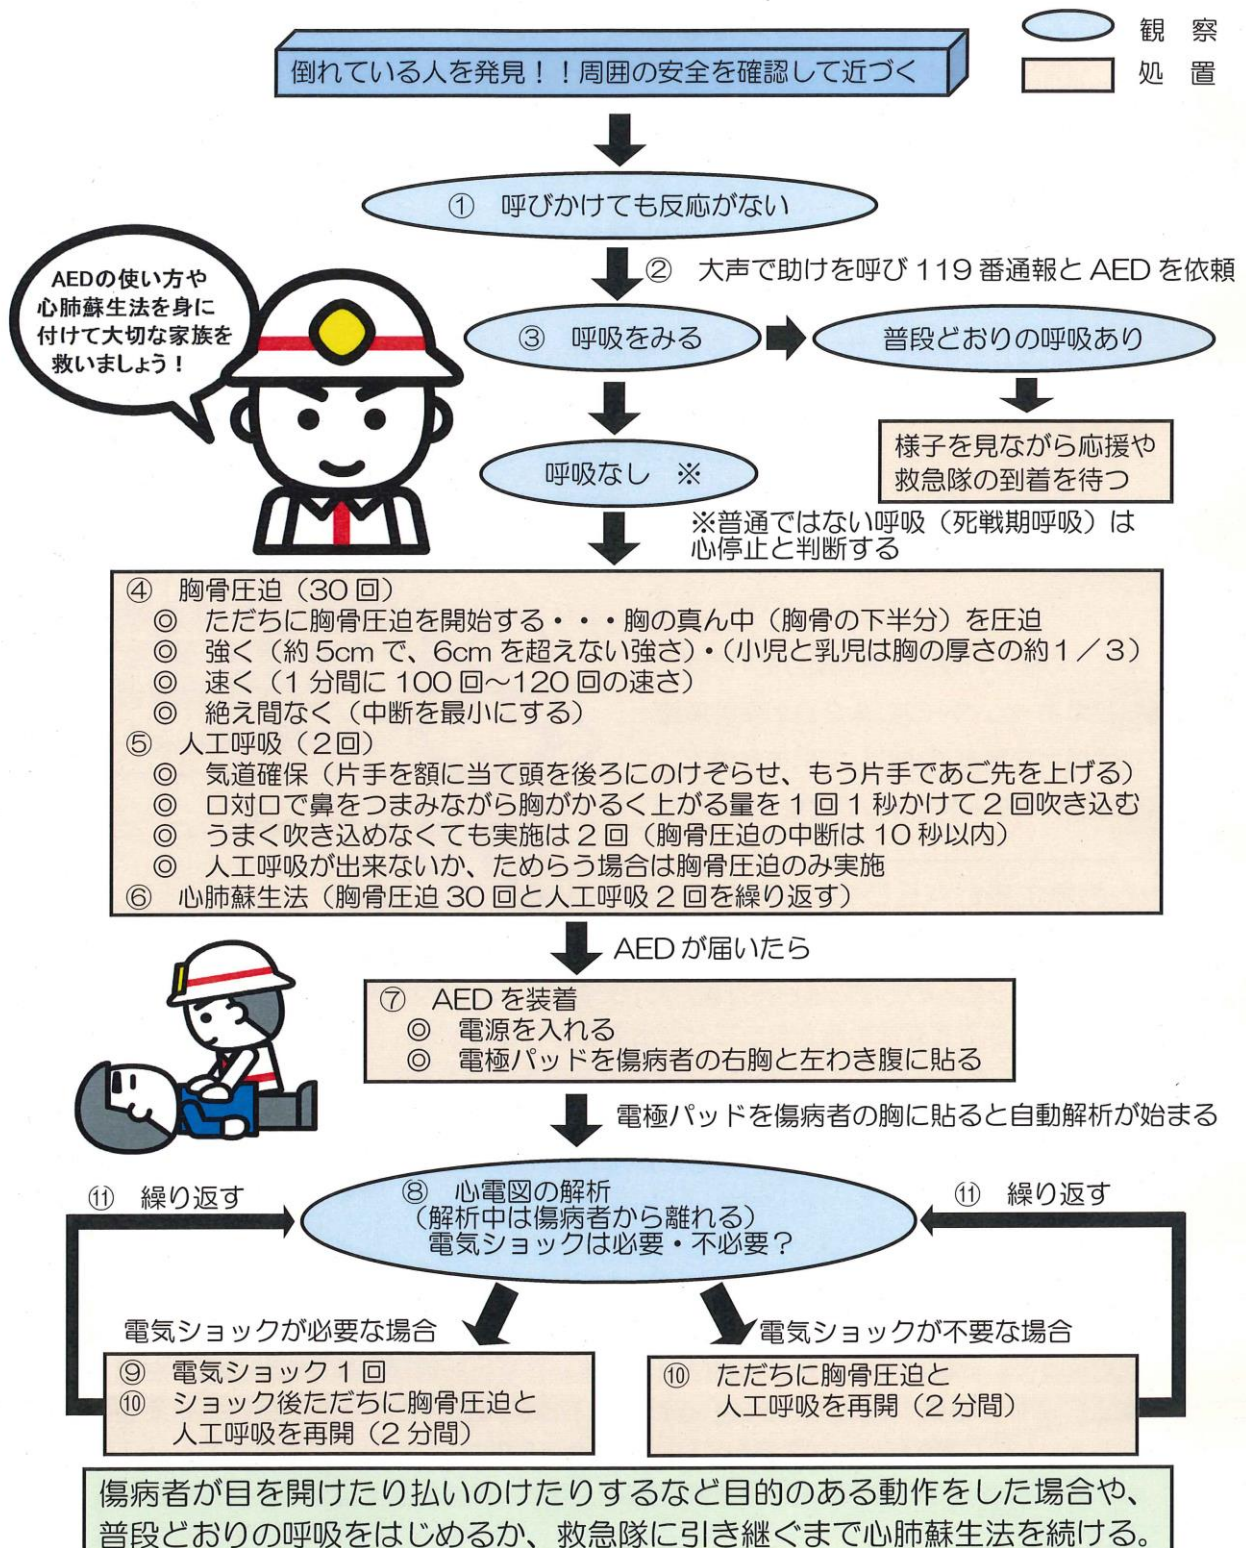 観 察
処 置
倒れている人を発見!!周囲の安全を確認して近づく
① 呼びかけても反応がない
② 大声で助けを呼び 119 番通報と AED を依頼
AEDの使い方や
心肺蘇生法を身に
付けて大切な家族を
救いましょう!
③ 呼吸をみる
普段どおりの呼吸あり
様子を見ながら応援や
救急隊の到着を待つ
呼吸なし ※
※普通ではない呼吸(死戦期呼吸)は
心停止と判断する
④ 胸骨圧迫(30 回)
◎ ただちに胸骨圧迫を開始する・・・胸の真ん中(胸骨の下半分)を圧迫
◎ 強く(約 5cm で、6cm を超えない強さ)・(小児と乳児は胸の厚さの約1/3)
◎ 速く(1 分間に 100 回~120 回の速さ)
◎ 絶え間なく(中断を最小にする)
⑤ 人工呼吸(2回)
◎ 気道確保(片手を額に当て頭を後ろにのけぞらせ、もう片手であご先を上げる)
◎ 口対口で鼻をつまみながら胸がかるく上がる量を 1 回 1 秒かけて 2 回吹き込む
◎ うまく吹き込めなくても実施は 2 回(胸骨圧迫の中断は 10 秒以内)
◎ 人工呼吸が出来ないか、ためらう場合は胸骨圧迫のみ実施
⑥ 心肺蘇生法(胸骨圧迫 30 回と人工呼吸 2 回を繰り返す)
AED が届いたら
⑦ AED を装着
◎ 電源を入れる
◎ 電極パッドを傷病者の右胸と左わき腹に貼る
電極パッドを傷病者の胸に貼ると自動解析が始まる
⑪ 繰り返す
⑧ 心電図の解析
(解析中は傷病者から離れる)
電気ショックは必要・不必要?
⑪ 繰り返す
電気ショックが必要な場合
⑨ 電気ショック 1 回
⑩ ショック後ただちに胸骨圧迫と
人工呼吸を再開(2 分間)
電気ショックが不要な場合
⑩ ただちに胸骨圧迫と
人工呼吸を再開(2 分間)
傷病者が目を開けたり払いのけたりするなど目的のある動作をした場合や、
普段どおりの呼吸をはじめるか、救急隊に引き継ぐまで心肺蘇生法を続ける。